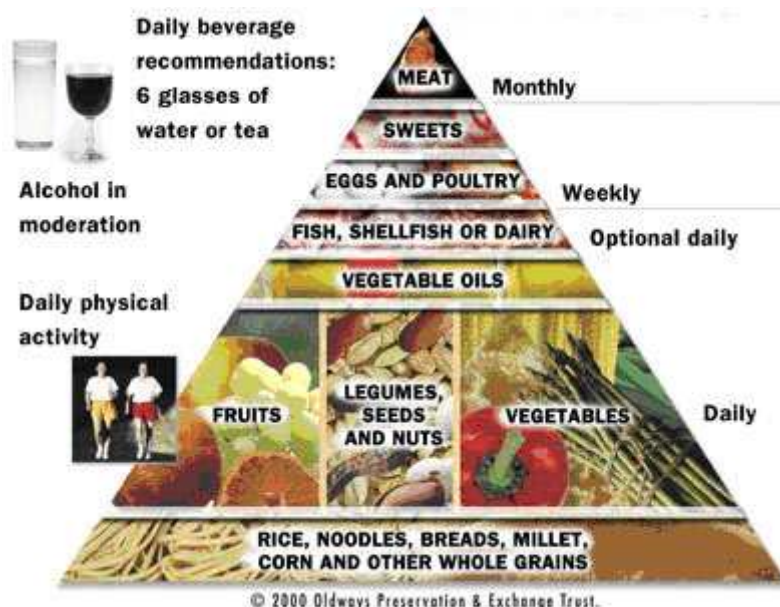 Daily beverage
recommendations:
6 glasses of
water or tea
Alcohol in
moderation
Daily physical
activity
MEAT
Monthly
SWEETS
EGGS AND POULTRY
Weekly
FISH, SHELLFISH OR DAIRY
Optional daily
VEGETABLE OILS
FRUITS
LEGUMES,
SEEDS
AND NUTS
VEGETABLES
Daily
RICE, NOODLES, BREADS, MILLET,
CORN AND OTHER WHOLE GRAINS
© 2000 Oldways Preservation & Exchange Trust.